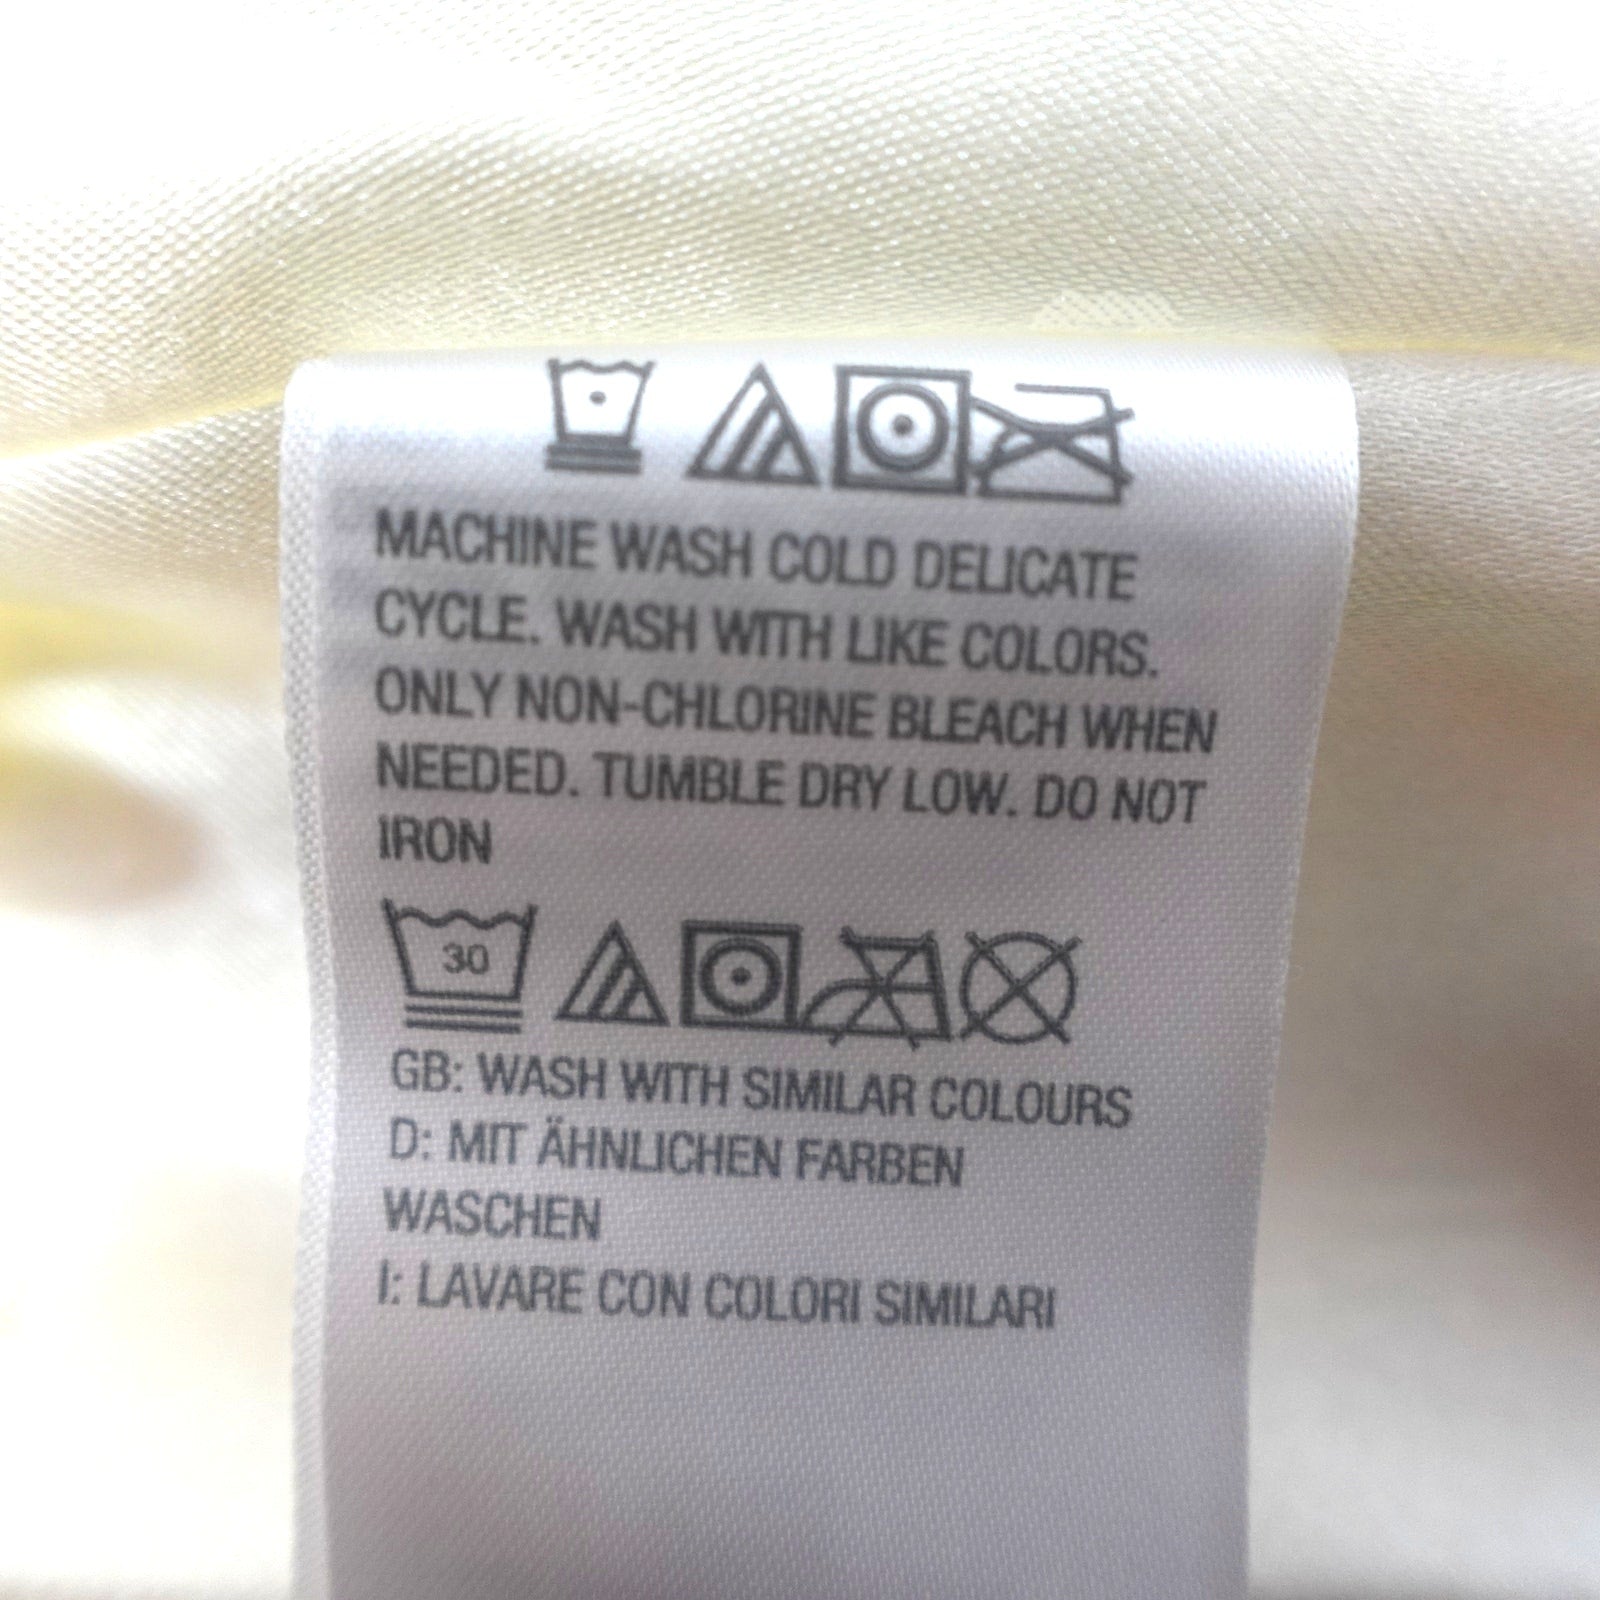 MACHINE WASH COLD DELICATE
CYCLE. WASH WITH LIKE COLORS.
ONLY NON-CHLORINE BLEACH WHEN
NEEDED. TUMBLE DRY LOW. DO NOT
IRON
30
GB: WASH WITH SIMILAR COLOURS
D: MIT ÄHNLICHEN FARBEN
WASCHEN
I: LAVARE CON COLORI SIMILARI